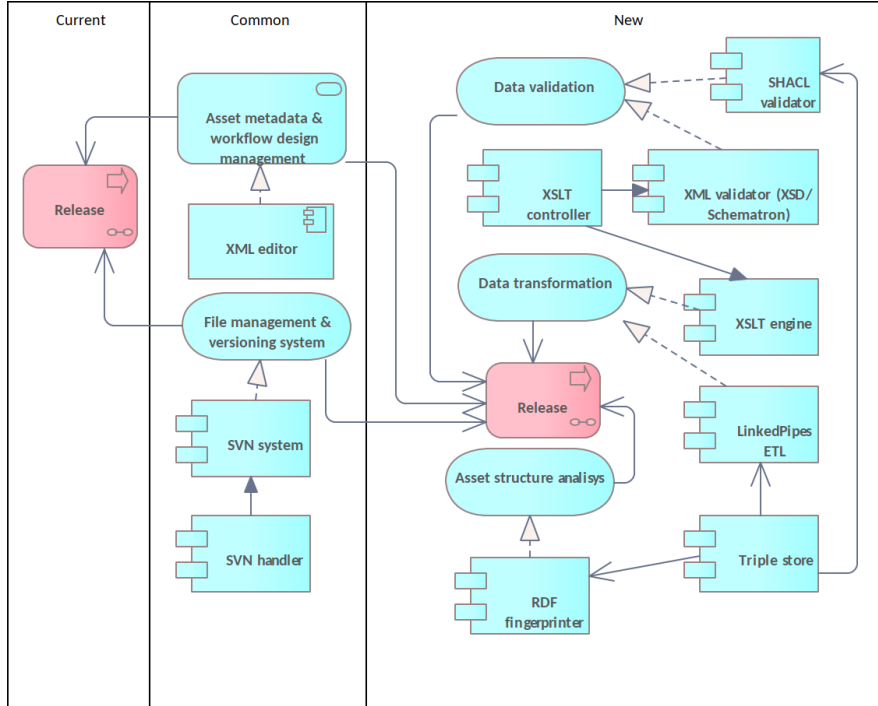 Current
Common
New
Asset metadata &
workflow design
management
Release
XML editor
File management &
versioning system
SVN system
SVN handler
Data validation
SHACL
validator
XSLT
controller
XML validator (XSD/
Schematron)
Data transformation
XSLT engine
Release
LinkedPipes
ETL
Asset structure analisys
Triple store
RDF
fingerprinter